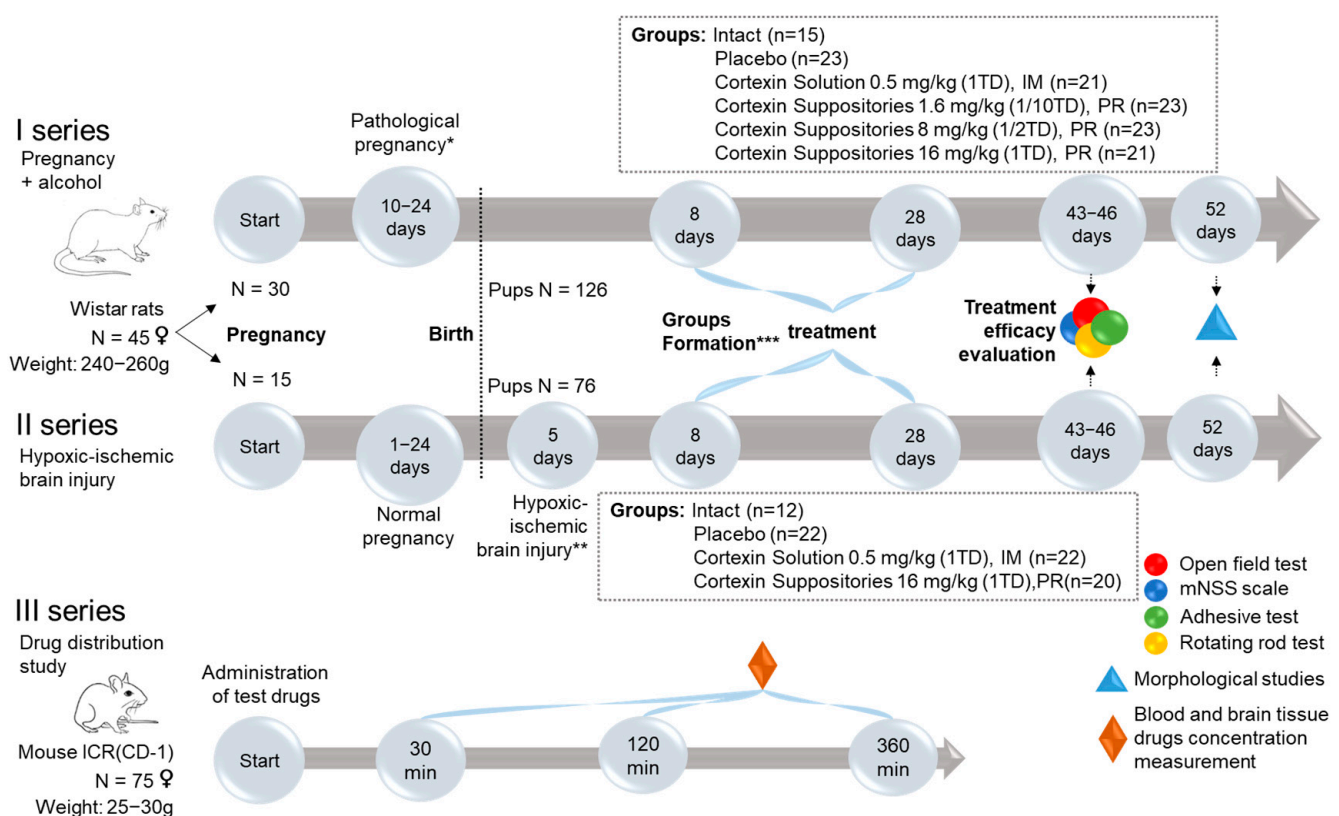 Groups: Intact (n=15)
Placebo (n=23)
Cortexin Solution 0.5 mg/kg (1TD), IM (n=21)
Cortexin Suppositories 1.6 mg/kg (1/10TD), PR (n=23)
Cortexin Suppositories 8 mg/kg (1/2TD), PR (n=23)
Cortexin Suppositories 16 mg/kg (1TD), PR (n=21)
I series
Pregnancy
+ alcohol
Pathological
pregnancy*
Start
10−24
days
8
days
28
days
43−46
days
52
days
Wistar rats
N = 45 ♀
Weight: 240−260g
N = 30
Pregnancy
N = 15
Birth
Pups N = 126
Pups N = 76
Groups
Formation***
treatment
Treatment
efficacy
evaluation
II series
Hypoxic-ischemic
brain injury
Start
1−24
days
5
days
8
days
28
days
43−46
days
52
days
Normal
pregnancy
Hypoxic-
ischemic
brain injury**
Groups: Intact (n=12)
Placebo (n=22)
Cortexin Solution 0.5 mg/kg (1TD), IM (n=22)
Cortexin Suppositories 16 mg/kg (1TD),PR(n=20)
Open field test
mNSS scale
Adhesive test
Rotating rod test
Morphological studies
Blood and brain tissue
drugs concentration
measurement
III series
Drug distribution
study
Mouse ICR(CD-1)
N = 75 ♀
Weight: 25−30g
Administration
of test drugs
Start
30
min
120
min
360
min